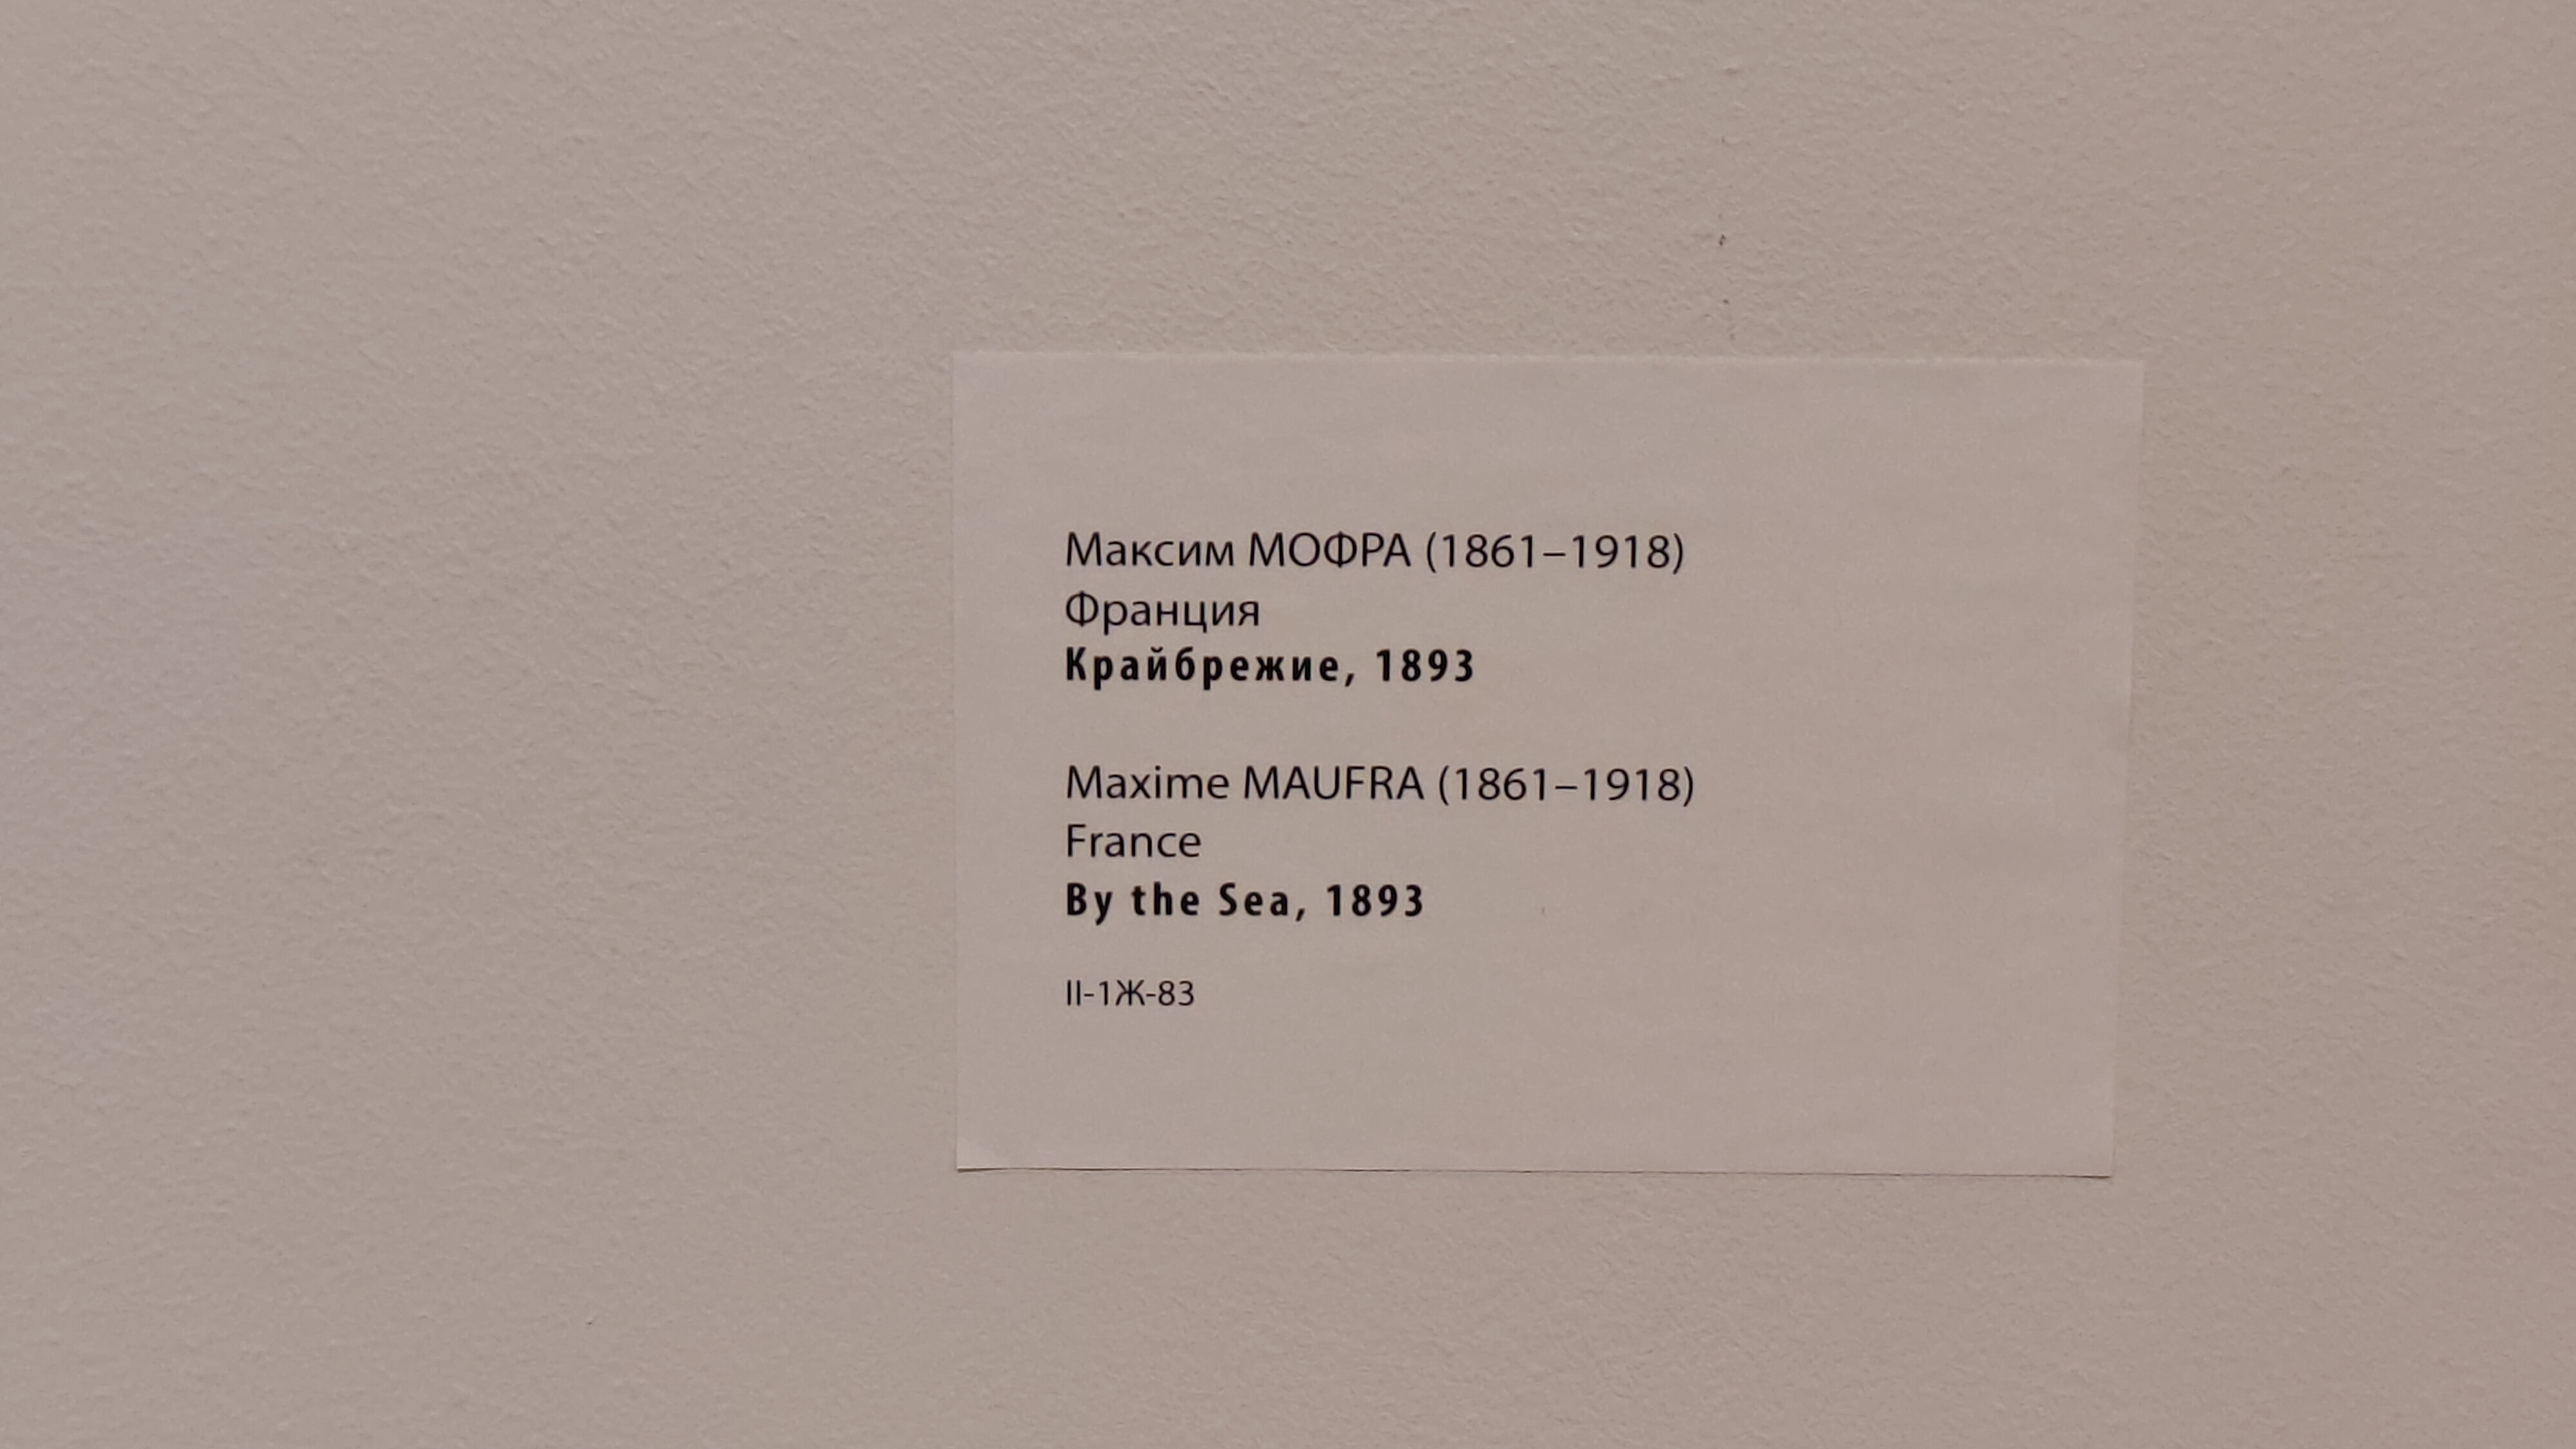 Максим МОФРА (1861–1918)
Франция
Крайбрежие, 1893
Maxime MAUFRA (1861–1918)
France
By the Sea, 1893
II-1Ж-83